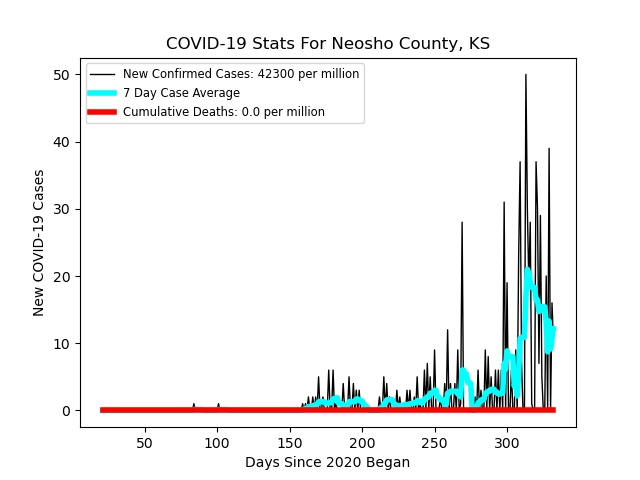 COVID-19 Stats For Neosho County, KS
New Confirmed Cases: 42300 per million
7 Day Case Average
Cumulative Deaths: 0.0 per million
New COVID-19 Cases
50
40
30
20
10
0
50 100 150 200 250 300
Days Since 2020 Began